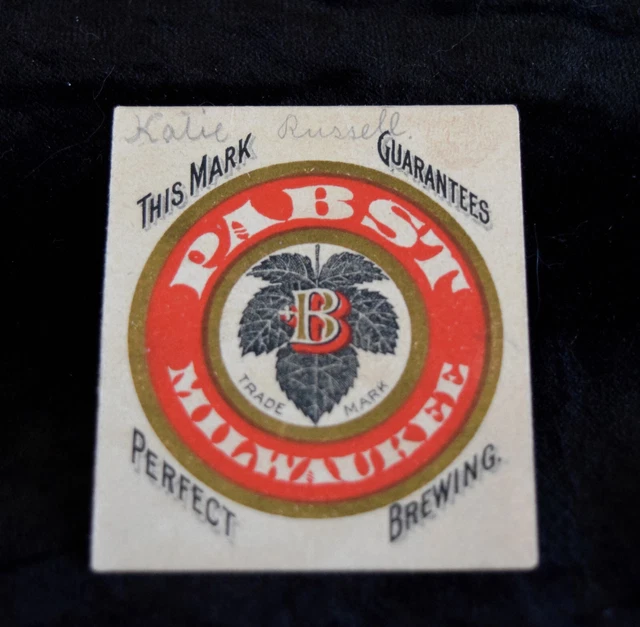 Katie Russell.
THIS MARK GUARANTEES
PABST
B
TRADE MARK
MILWAUKEE
PERFECT BREWING.